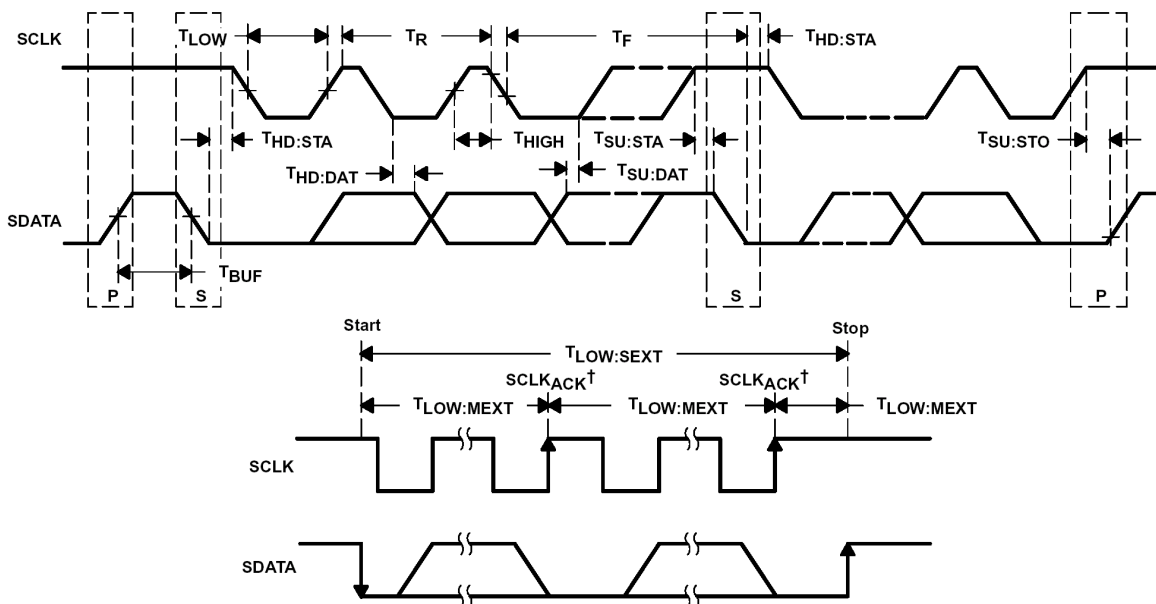 SCLK
TLOW
TR
TF
THD:STA
THD:STA
THIGH
TSU:STA
TSU:STO
THD:DAT
TSU:DAT
SDATA
TBUF
P
S
S
P
Start
Stop
TLOW:SEXT
SCLKACK†
SCLKACK†
TLOW:MEXT
TLOW:MEXT
TLOW:MEXT
SCLK
SDATA